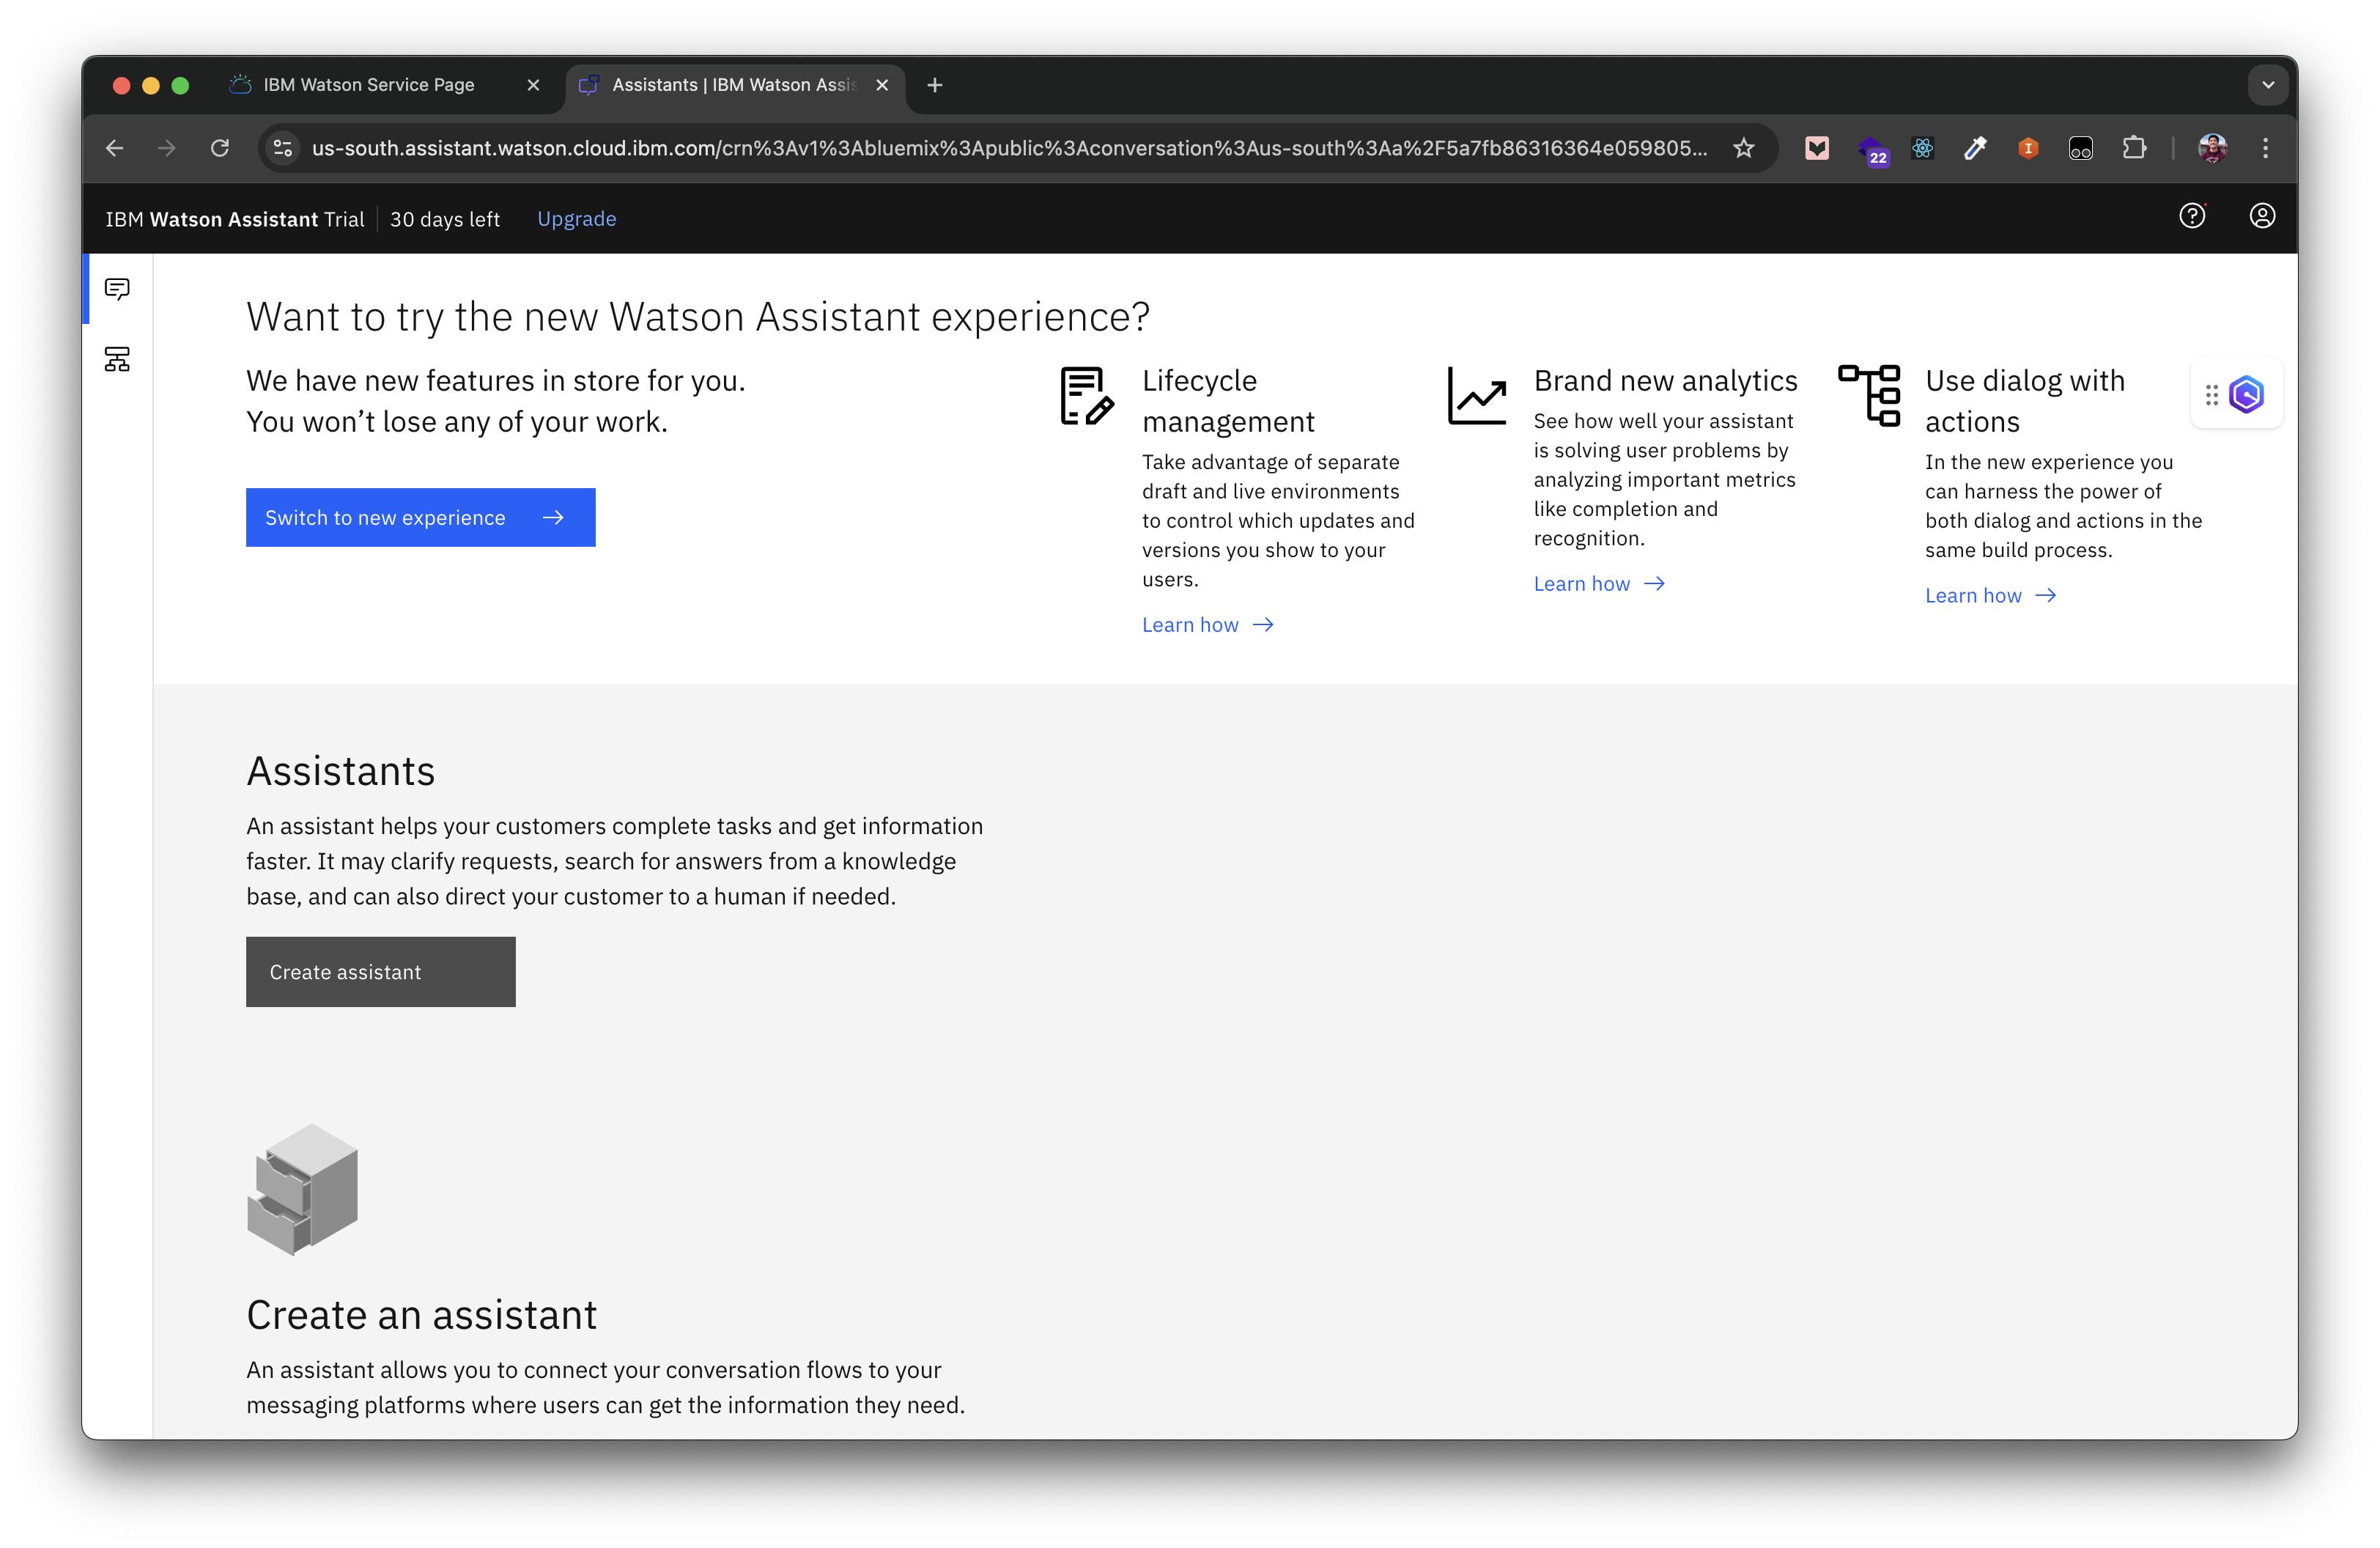 IBM Watson Service Page
Assistants | IBM Watson Assis
us-south.assistant.watson.cloud.ibm.com/crn%3Av1%3Abluemix%3Apublic%3Aconversation%3Aus-south%3Aa%2F5a7fb86316364e059805...
22
IBM Watson Assistant Trial
30 days left
Upgrade
Want to try the new Watson Assistant experience?
We have new features in store for you.
You won’t lose any of your work.
Switch to new experience
Lifecycle
management
Take advantage of separate
draft and live environments
to control which updates and
versions you show to your
users.
Learn how
Brand new analytics
See how well your assistant
is solving user problems by
analyzing important metrics
like completion and
recognition.
Learn how
Use dialog with
actions
In the new experience you
can harness the power of
both dialog and actions in the
same build process.
Learn how
Assistants
An assistant helps your customers complete tasks and get information
faster. It may clarify requests, search for answers from a knowledge
base, and can also direct your customer to a human if needed.
Create assistant
Create an assistant
An assistant allows you to connect your conversation flows to your
messaging platforms where users can get the information they need.